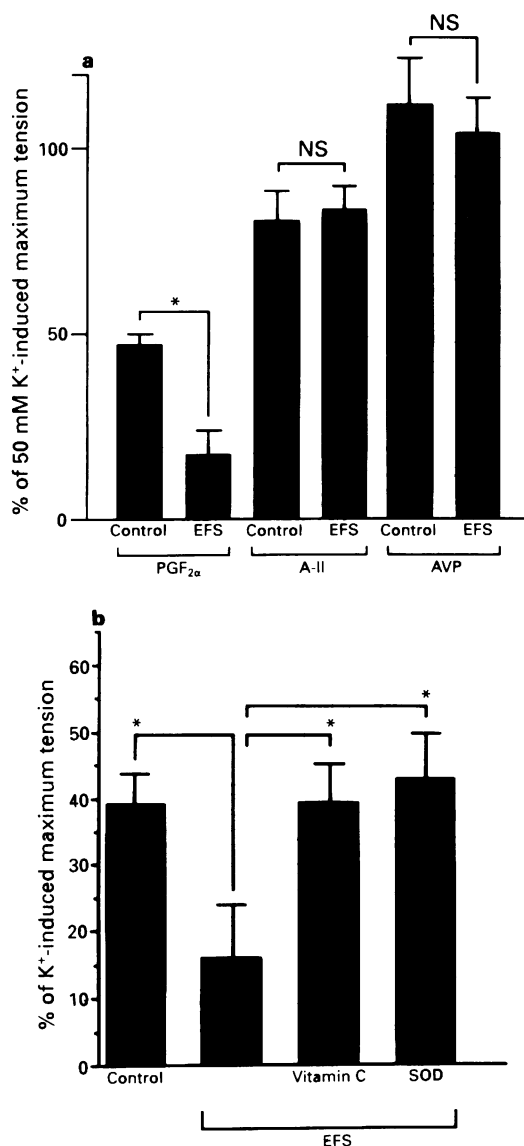 a
NS
NS
*
% of 50 mM K⁺-induced maximum tension
100
50
0
Control EFS Control EFS Control EFS
PGF₂α A-II AVP
b
% of K⁺-induced maximum tension
60
50
40
30
20
10
0
* * *
Control Vitamin C SOD
EFS